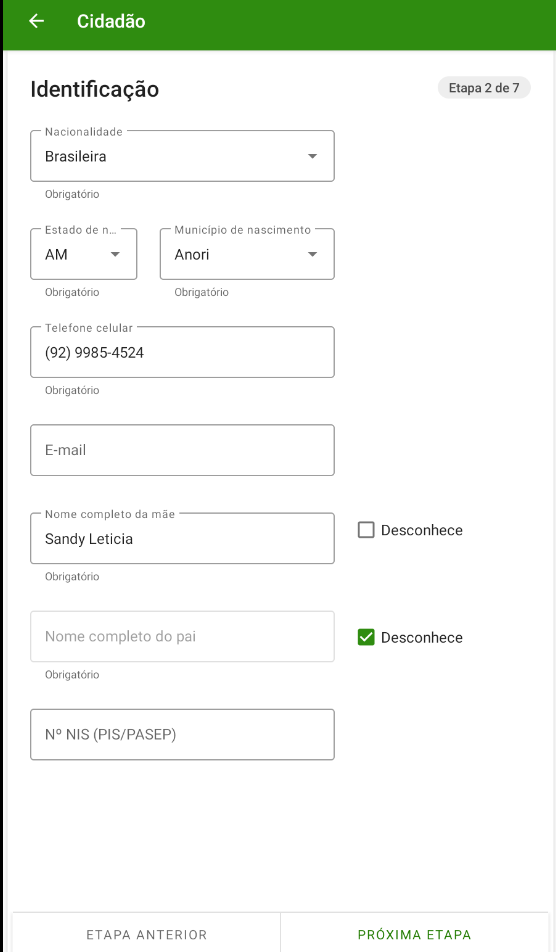 Cidadão
Identificação
Etapa 2 de 7
Nacionalidade
Brasileira
Obrigatório
Estado de n...
AM
Obrigatório
Município de nascimento
Anori
Obrigatório
Telefone celular
(92) 9985-4524
Obrigatório
E-mail
Nome completo da mãe
Sandy Leticia
Obrigatório
Desconhece
Nome completo do pai
Obrigatório
Desconhece
Nº NIS (PIS/PASEP)
ETAPA ANTERIOR
PRÓXIMA ETAPA